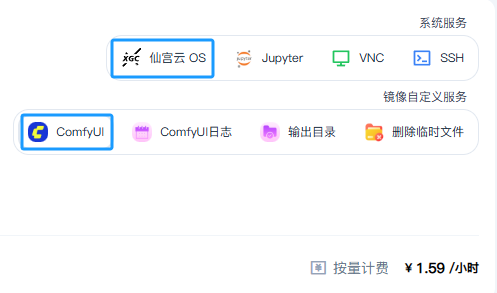 系统服务
XGC 仙宫云 OS Jupyter VNC SSH
镜像自定义服务
ComfyUI ComfyUI日志 输出目录 删除临时文件
按量计费 ¥ 1.59 /小时